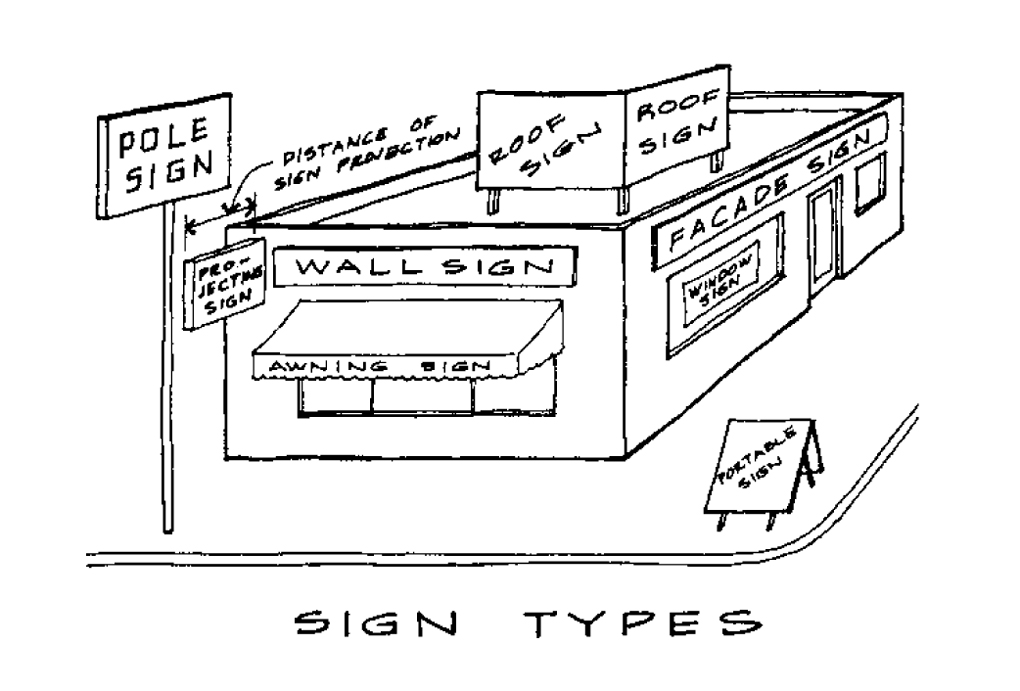 POLE
SIGN
DISTANCE OF
SIGN PROJECTION
ROOF
SIGN
ROOF
SIGN
PRO-
JECTING
SIGN
WALL SIGN
FACADE SIGN
WINDOW
SIGN
AWNING SIGN
PORTABLE
SIGN
SIGN TYPES